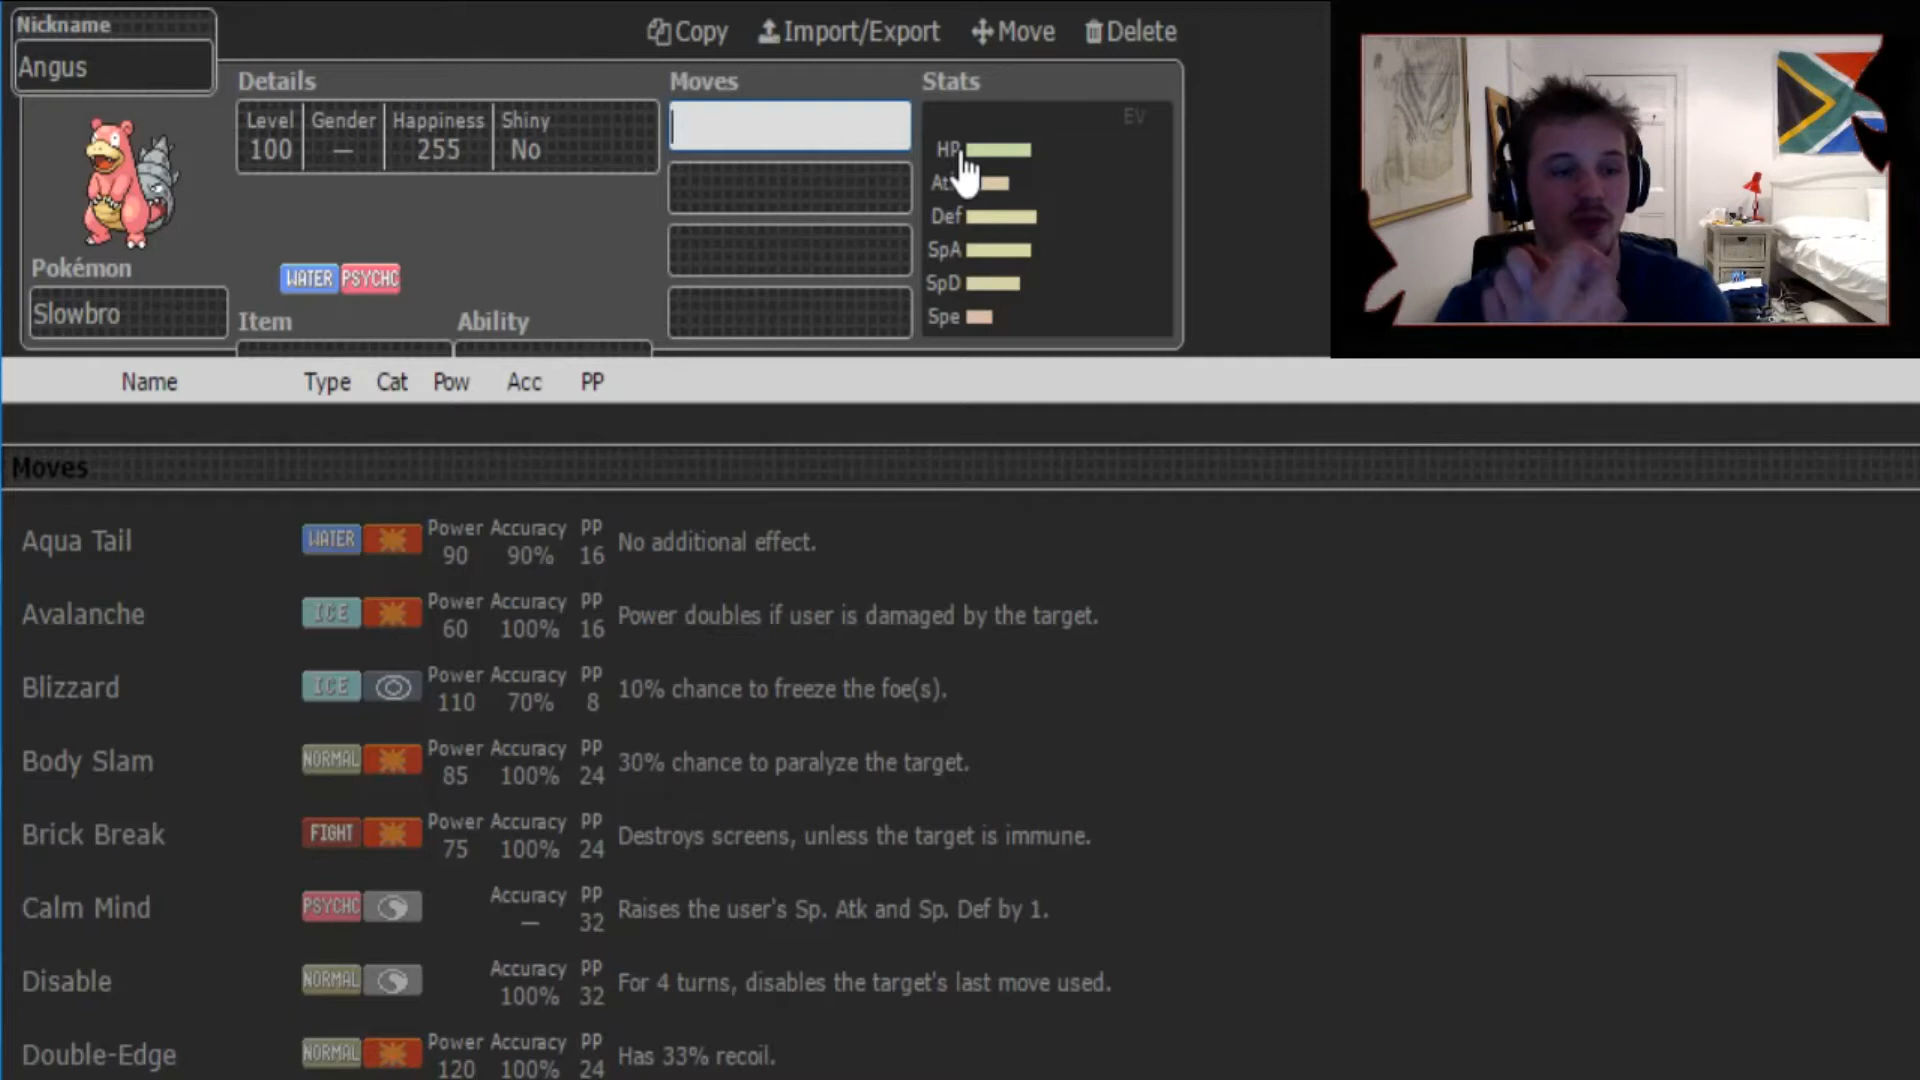 Nickname
Angus
Copy Import/Export Move Delete
Details
Level Gender Happiness Shiny
100 — 255 No
Moves
Stats
EV
HP
Def
SpA
SpD
Spe
WATER PSYCHC
Pokémon
Slowbro
Item Ability
Name Type Cat Pow Acc PP
Moves
Aqua Tail WATER Power 90 Accuracy 90% PP 16 No additional effect.
Avalanche ICE Power 60 Accuracy 100% PP 16 Power doubles if user is damaged by the target.
Blizzard ICE Power 110 Accuracy 70% PP 8 10% chance to freeze the foe(s).
Body Slam NORMAL Power 85 Accuracy 100% PP 24 30% chance to paralyze the target.
Brick Break FIGHT Power 75 Accuracy 100% PP 24 Destroys screens, unless the target is immune.
Calm Mind PSYCHC Accuracy — PP 32 Raises the user's Sp. Atk and Sp. Def by 1.
Disable NORMAL Accuracy 100% PP 32 For 4 turns, disables the target's last move used.
Double-Edge NORMAL Power 120 Accuracy 100% PP 24 Has 33% recoil.